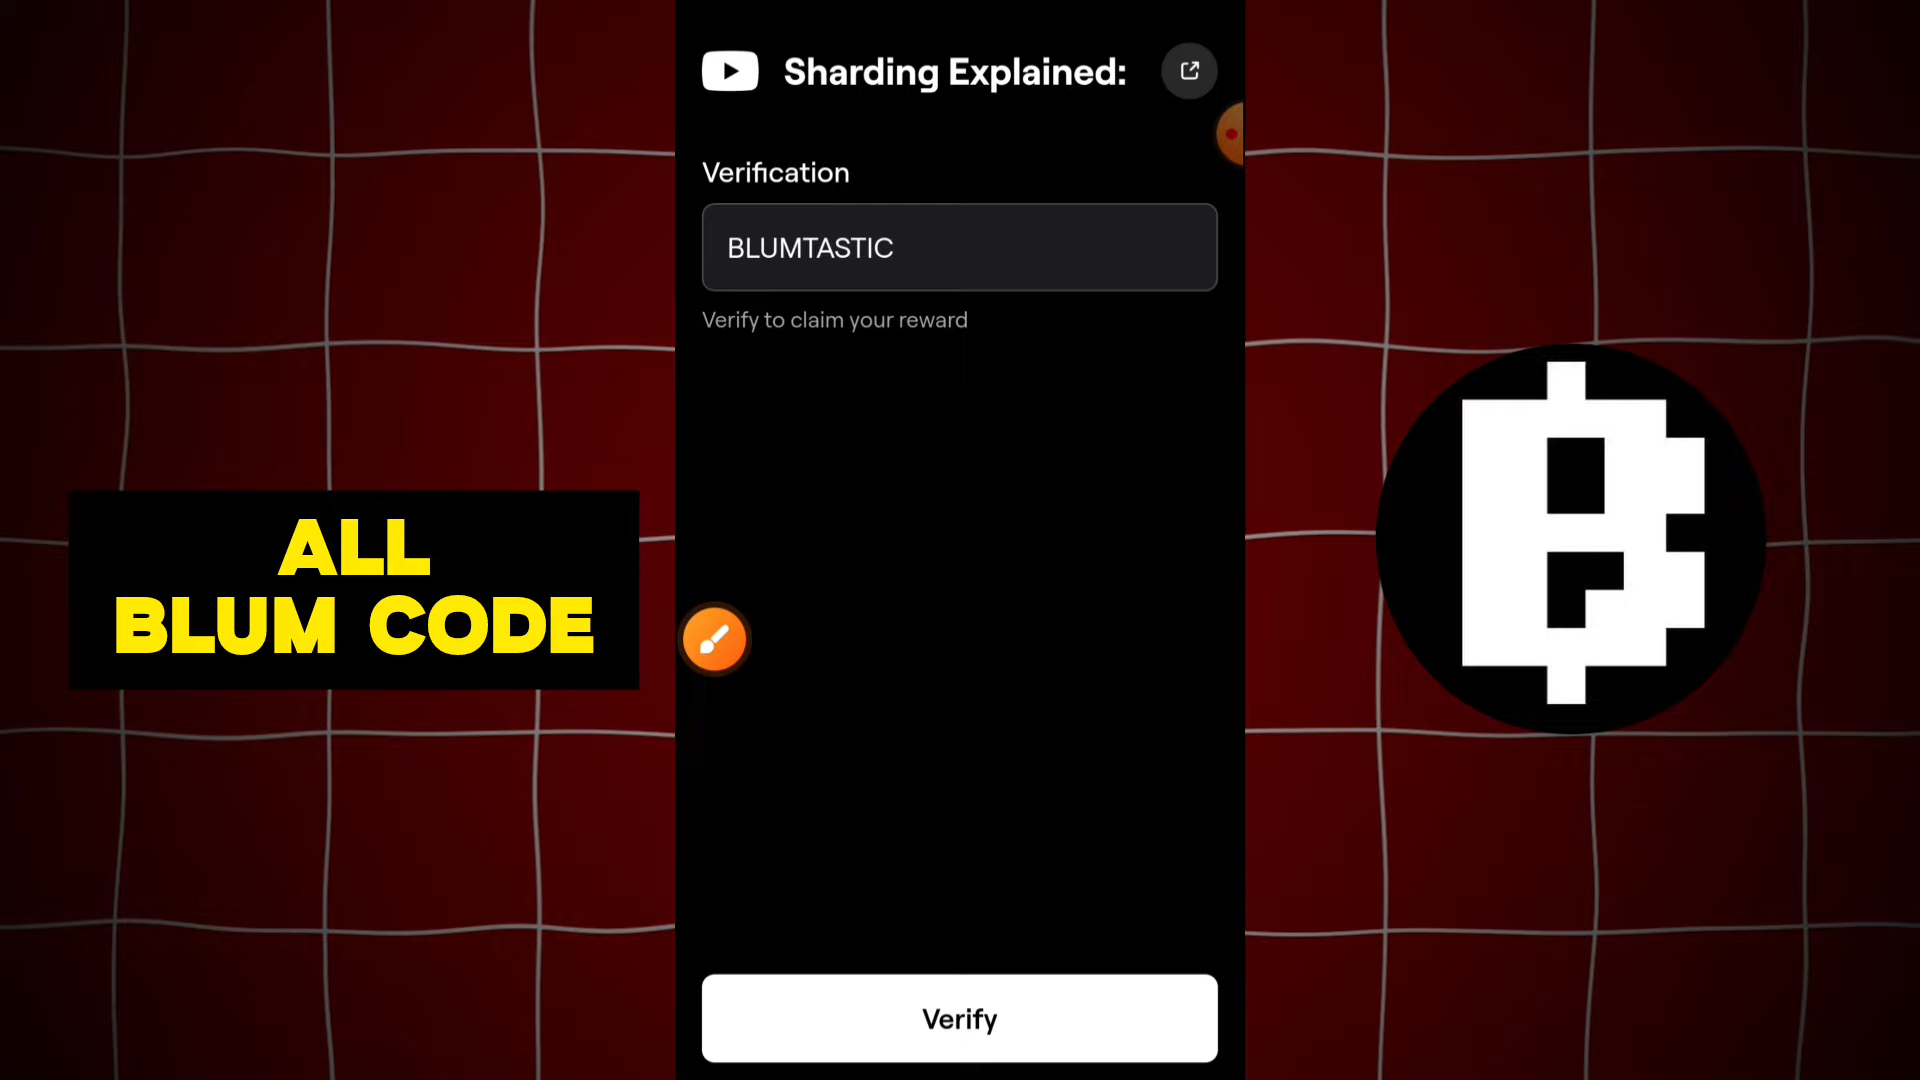 Sharding Explained:
Verification
BLUMTASTIC
Verify to claim your reward
ALL
BLUM CODE
Verify